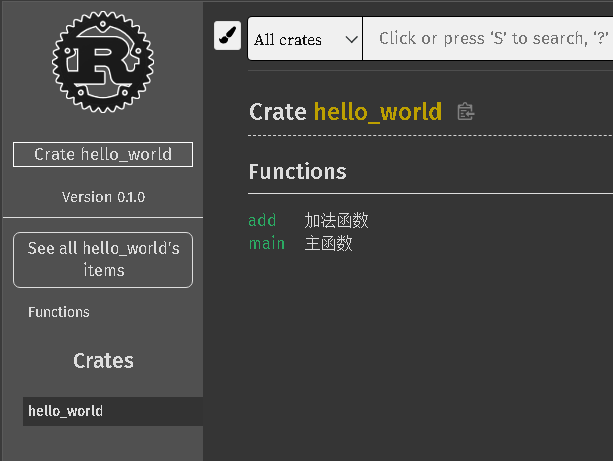 R
Crate hello_world
Version 0.1.0
See all hello_world's
items
Functions
Crates
hello_world
All crates
Click or press ‘S’ to search, ‘?’
Crate hello_world
Functions
add 加法函数
main 主函数